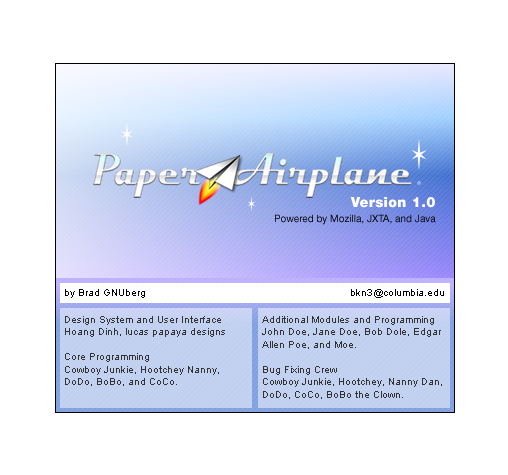 Paper Airplane.
Version 1.0
Powered by Mozilla, JXTA, and Java
by Brad GNUberg
bkn3@columbia.edu
Design System and User Interface
Hoang Dinh, lucas papaya designs
Core Programming
Cowboy Junkie, Hootchey Nanny,
DoDo, BoBo, and CoCo.
Additional Modules and Programming
John Doe, Jane Doe, Bob Dole, Edgar
Allen Poe, and Moe.
Bug Fixing Crew
Cowboy Junkie, Hootchey, Nanny Dan,
DoDo, CoCo, BoBo the Clown.